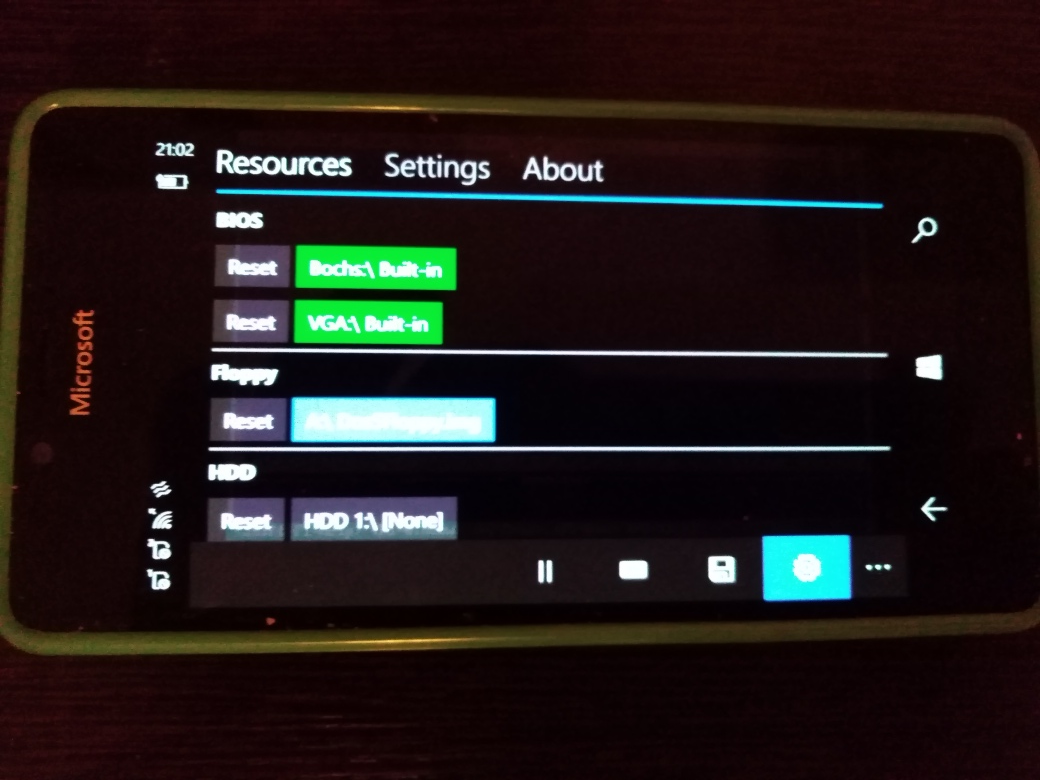 Microsoft
21:02
Resources Settings About
BIOS
Reset Bochs:\ Built-in
Reset VGA:\ Built-in
Floppy
Reset A:\
HDD
Reset HDD 1:\ [None]